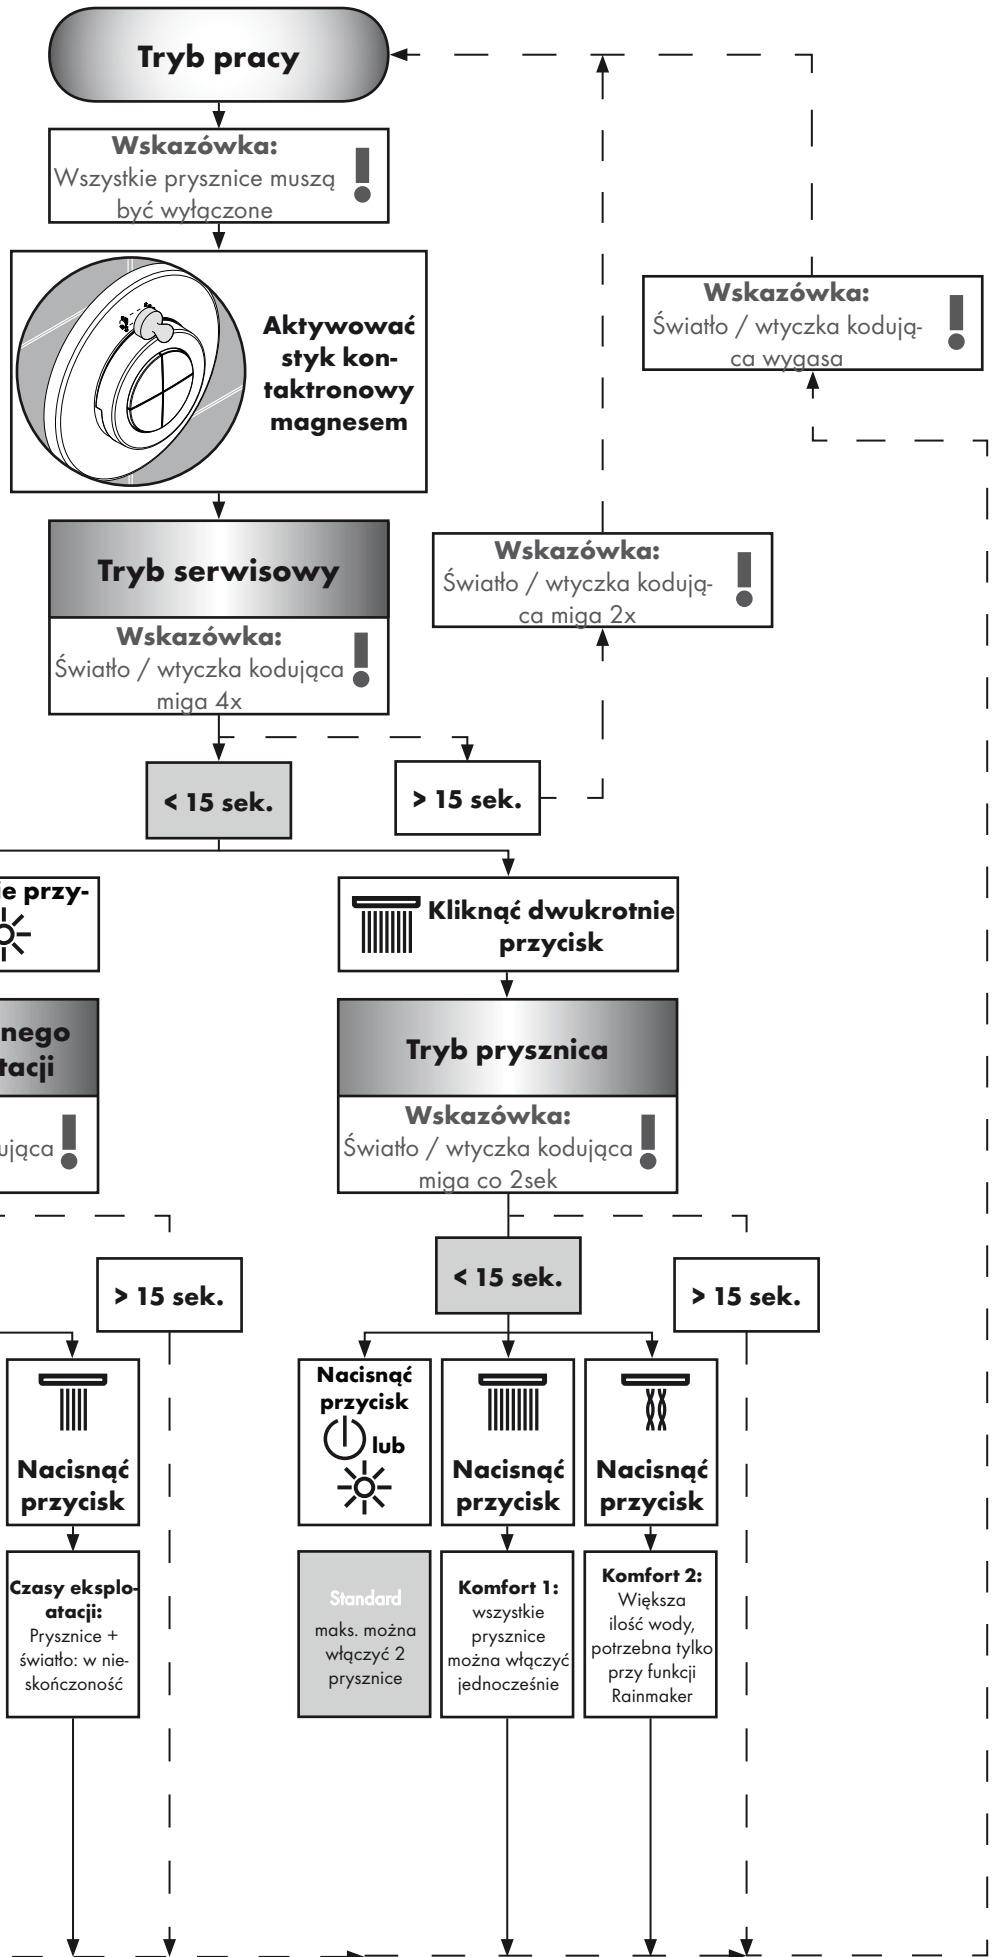 Tryb pracy
Wskazówka:
Wszystkie prysznice muszą
być wyłączone
Aktywować
styk kon-
taktronowy
magnesem
Wskazówka:
Światło / wtyczka kodują-
ca wygasa
Tryb serwisowy
Wskazówka:
Światło / wtyczka kodująca
miga 4x
Wskazówka:
Światło / wtyczka kodują-
ca miga 2x
< 15 sek.
> 15 sek.
ie przy-
Kliknąć dwukrotnie
przycisk
nego
tacji
ująca
Tryb prysznica
Wskazówka:
Światło / wtyczka kodująca
miga co 2sek
> 15 sek.
< 15 sek.
> 15 sek.
Nacisnąć
przycisk
Nacisnąć
przycisk
lub
Nacisnąć
przycisk
Nacisnąć
przycisk
Czasy eksplo-
atacji:
Prysznice +
światło: w nie-
skończoność
Standard
maks. można
włączyć 2
prysznice
Komfort 1:
wszystkie
prysznice
można włączyć
jednocześnie
Komfort 2:
Większa
ilość wody,
potrzebna tylko
przy funkcji
Rainmaker